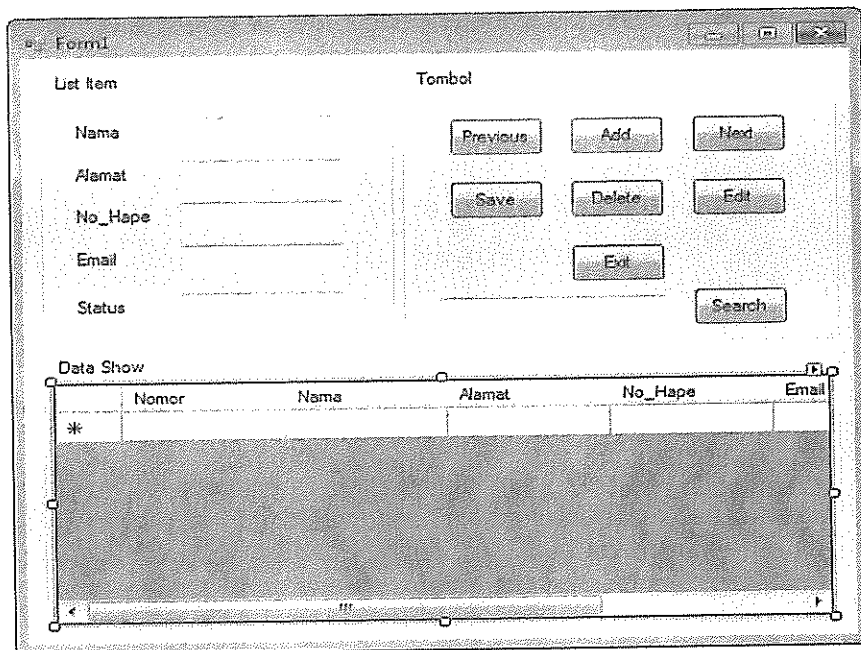 Form1
List Item
Tombol
Nama
Alamat
No_Hape
Email
Status
Previous Add Next
Save Delete Edit
Exit
Search
Data Show
Nomor Nama Alamat No_Hape Email